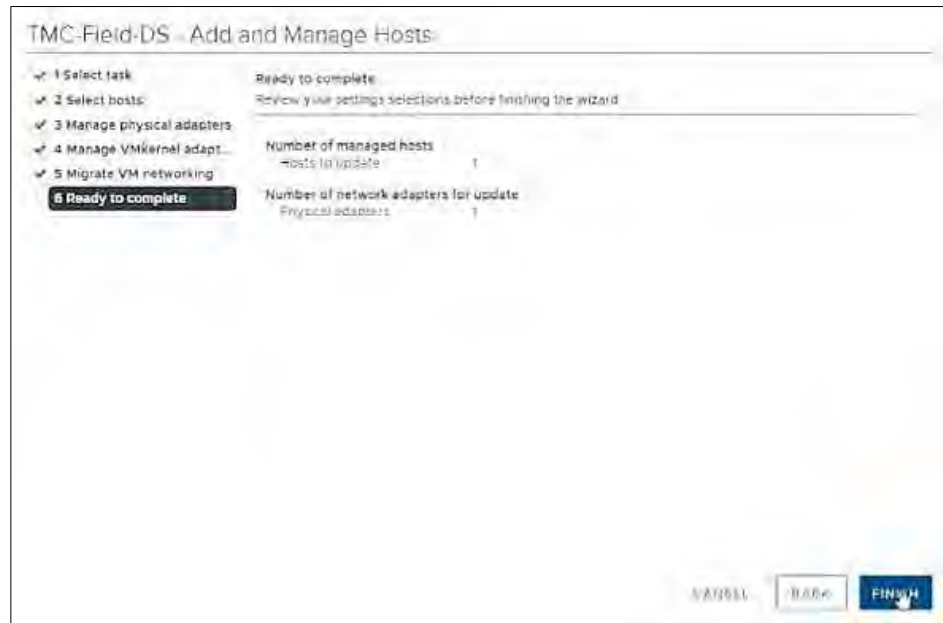 TMC-Field-DS - Add and Manage Hosts
✓ 1 Select task
✓ 2 Select hosts
✓ 3 Manage physical adapters
✓ 4 Manage VMkernel adapt...
✓ 5 Migrate VM networking
6 Ready to complete
Ready to complete
Review your settings selections before finishing the wizard
Number of managed hosts
Hosts to update 1
Number of network adapters for update
Physical adapters 1
CANCEL BACK FINISH